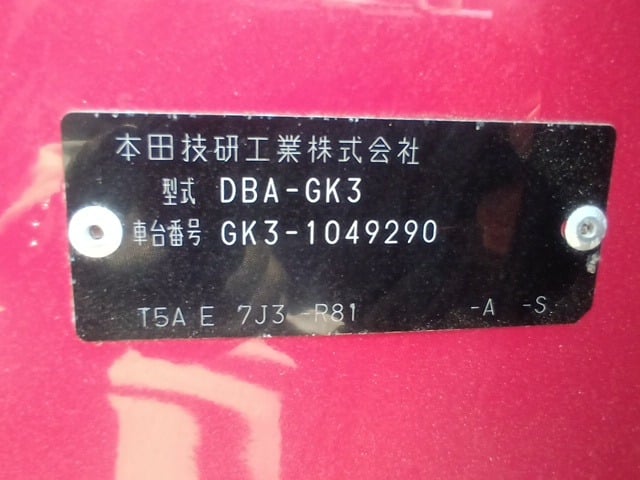 本田技研工業株式会社
型式 DBA-GK3
車台番号 GK3-1049290
T5A E 7J3 -R81 -A -S